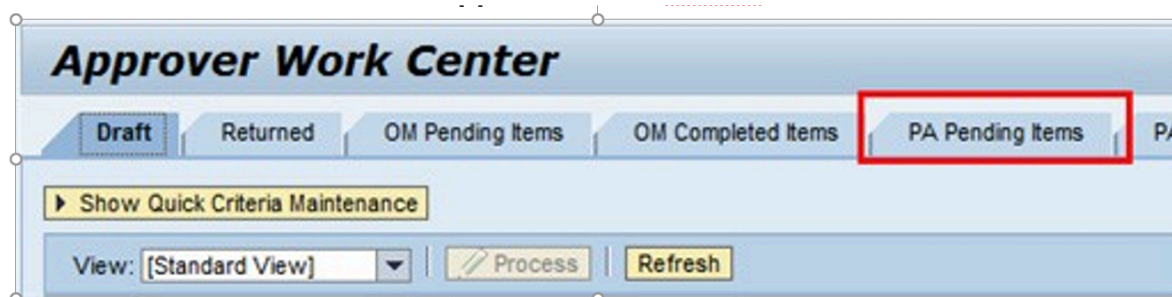 Approver Work Center
Draft Returned OM Pending Items OM Completed Items PA Pending Items PA
Show Quick Criteria Maintenance
View: [Standard View] Process Refresh